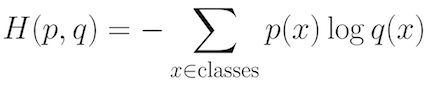 H(p, q) = − ∑ p(x) log q(x)
x∈classes